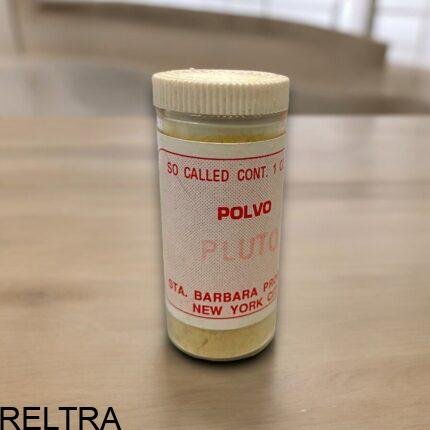 SO CALLED CONT. 1
POLVO
PLUTO
STA. BARBARA
NEW YORK
RELTRA